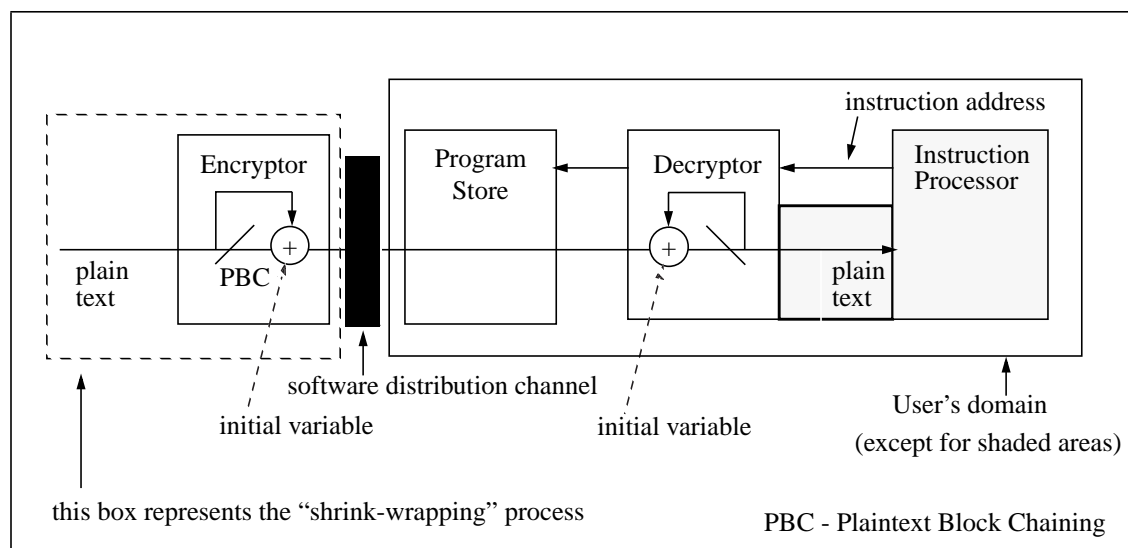 instruction address
Encryptor
Program
Store
Decryptor
Instruction
Processor
+
+
plain
text
PBC
plain
text
software distribution channel
initial variable
initial variable
User’s domain
(except for shaded areas)
this box represents the “shrink-wrapping” process
PBC - Plaintext Block Chaining